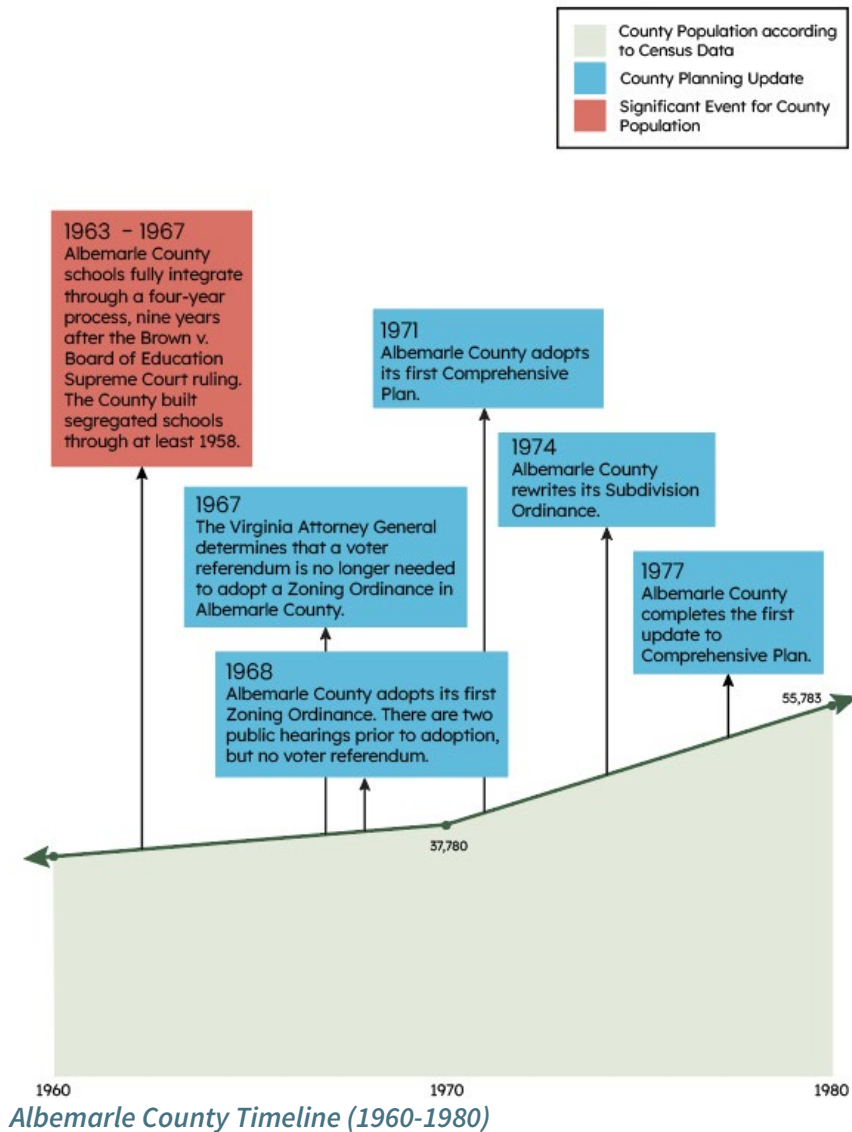 County Population according
to Census Data
County Planning Update
Significant Event for County
Population
1963 - 1967
Albemarle County
schools fully integrate
through a four-year
process, nine years
after the Brown v.
Board of Education
Supreme Court ruling.
The County built
segregated schools
through at least 1958.
1971
Albemarle County adopts
its first Comprehensive
Plan.
1974
Albemarle County
rewrites its Subdivision
Ordinance.
1967
The Virginia Attorney General
determines that a voter
referendum is no longer needed
to adopt a Zoning Ordinance in
Albemarle County.
1977
Albemarle County
completes the first
update to
Comprehensive Plan.
1968
Albemarle County adopts its first
Zoning Ordinance. There are two
public hearings prior to adoption,
but no voter referendum.
55,783
37,780
1960
1970
1980
Albemarle County Timeline (1960-1980)